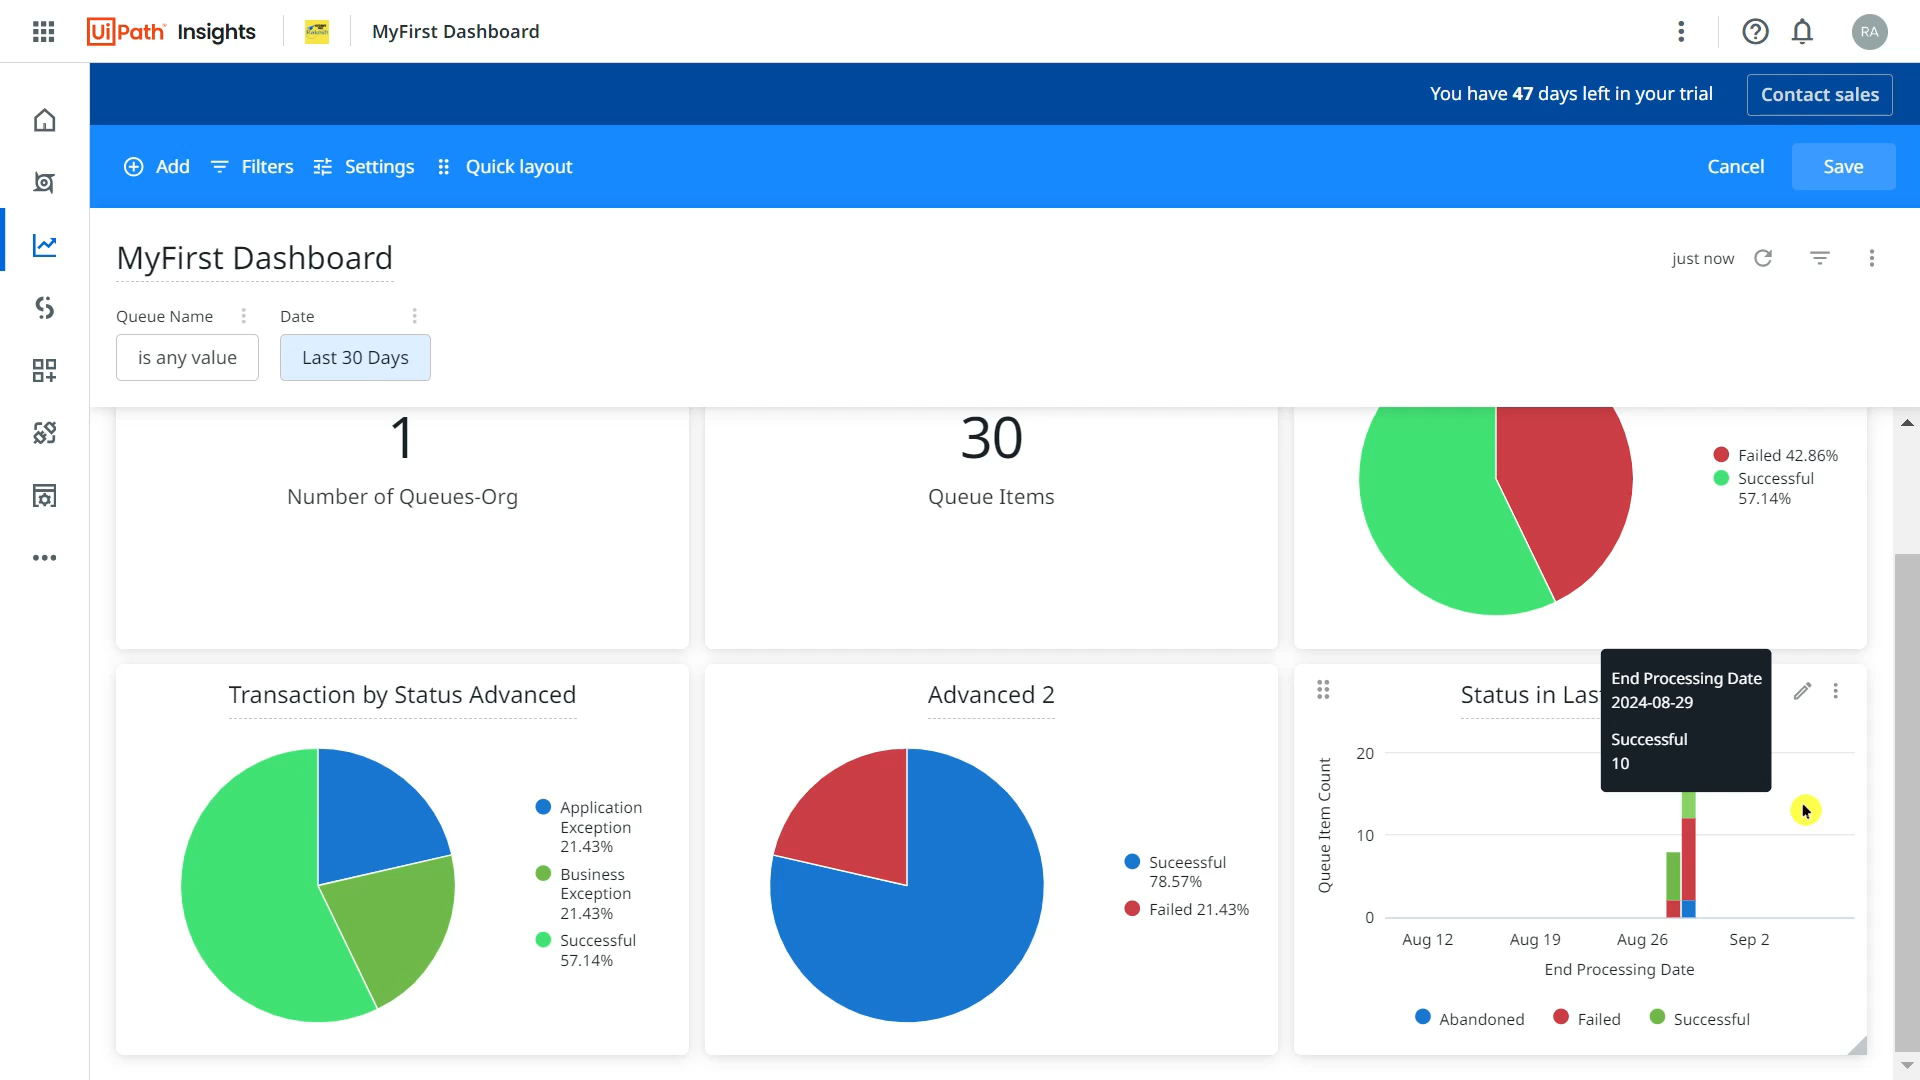 UiPath Insights
MyFirst Dashboard
RA
You have 47 days left in your trial
Contact sales
Add
Filters
Settings
Quick layout
Cancel
Save
MyFirst Dashboard
just now
Queue Name
Date
is any value
Last 30 Days
1
Number of Queues-Org
30
Queue Items
Failed 42.86%
Successful
57.14%
Transaction by Status Advanced
Application
Exception
21.43%
Business
Exception
21.43%
Successful
57.14%
Advanced 2
Suceessful
78.57%
Failed 21.43%
Status in Las
End Processing Date
2024-08-29
Successful
10
Queue Item Count
20
10
0
Aug 12
Aug 19
Aug 26
Sep 2
End Processing Date
Abandoned
Failed
Successful